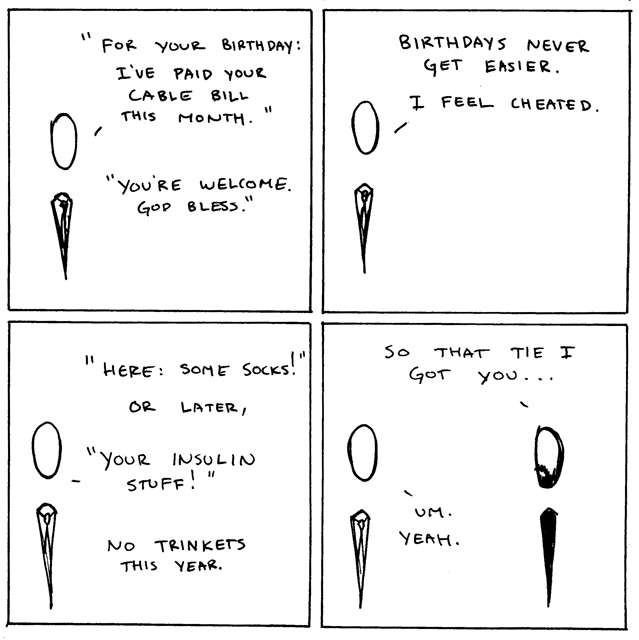 "FOR YOUR BIRTHDAY:
I'VE PAID YOUR
CABLE BILL
THIS MONTH."
"YOU'RE WELCOME.
GOD BLESS."
BIRTHDAYS NEVER
GET EASIER.
I FEEL CHEATED.
"HERE: SOME SOCKS!"
OR LATER,
"YOUR INSULIN
STUFF!"
NO TRINKETS
THIS YEAR.
SO THAT TIE I
GOT YOU...
UM.
YEAH.